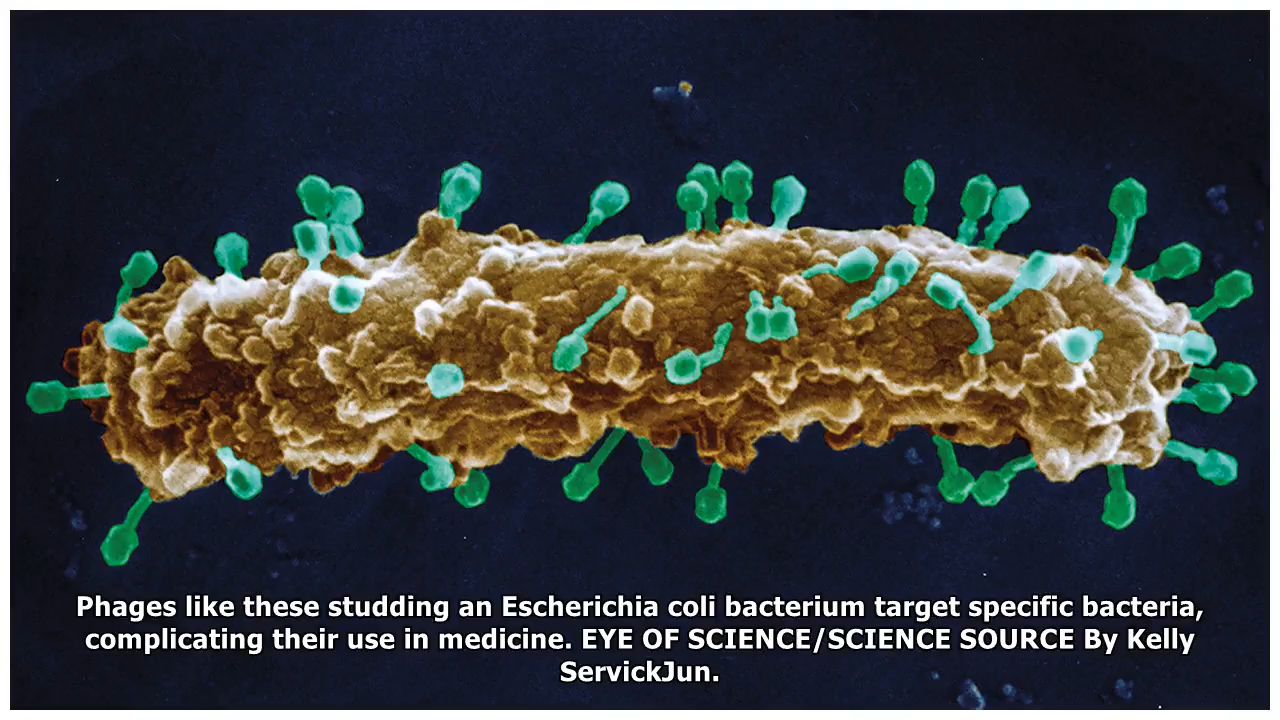 Phages like these studding an Escherichia coli bacterium target specific bacteria,
complicating their use in medicine. EYE OF SCIENCE/SCIENCE SOURCE By Kelly
ServickJun.